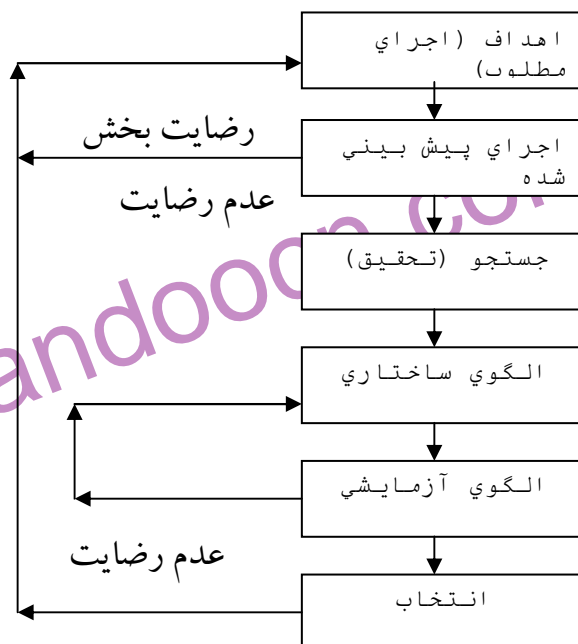 اهداف (اجراي
مطلوب)
رضايت بخش
اجراي پيش بيني
شده
عدم رضايت
جستجو (تحقيق)
الگوي ساختاري
الگوي آزمايشي
عدم رضايت
انتخاب